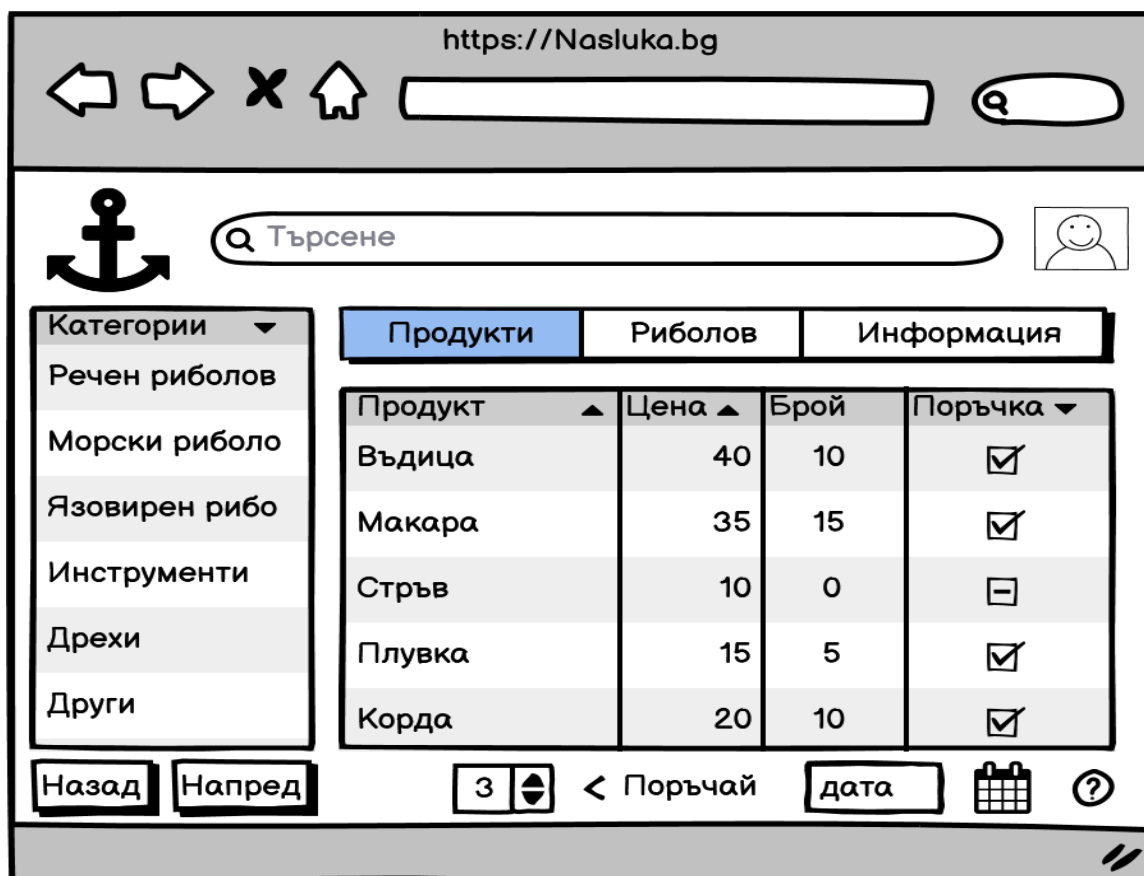 https://Nasluka.bg
Търсене
Категории
Речен риболов
Морски риболо
Язовирен рибо
Инструменти
Дрехи
Други
Продукти Риболов Информация
Продукт Цена Брой Поръчка
Въдица 40 10
Макара 35 15
Стръв 10 0
Плувка 15 5
Корда 20 10
Назад Напред 3 < Поръчай дата ?